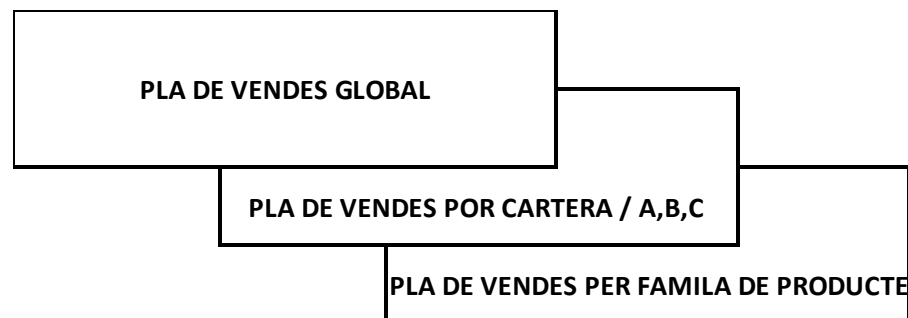 PLA DE VENDES GLOBAL
PLA DE VENDES POR CARTERA / A,B,C
PLA DE VENDES PER FAMILA DE PRODUCTE